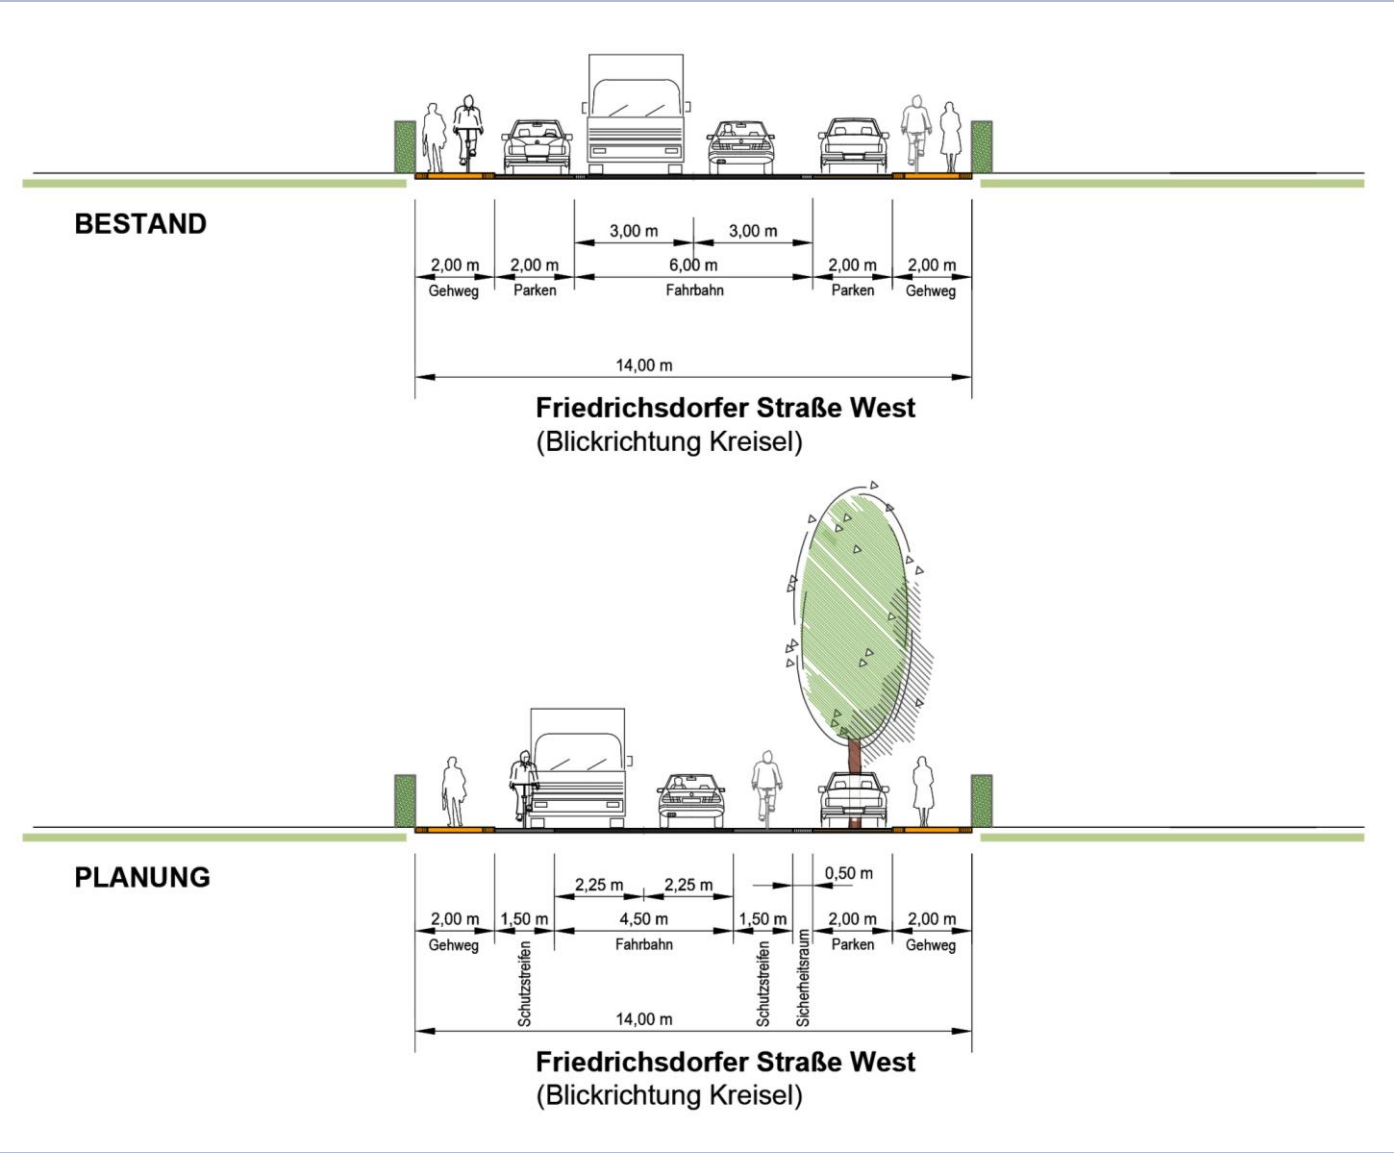 BESTAND
3,00 m 3,00 m
2,00 m 2,00 m 6,00 m 2,00 m 2,00 m
Gehweg Parken Fahrbahn Parken Gehweg
14,00 m
Friedrichsdorfer Straße West
(Blickrichtung Kreisel)
PLANUNG
2,25 m 2,25 m 0,50 m
2,00 m 1,50 m 4,50 m 1,50 m 2,00 m 2,00 m
Gehweg Schutzstreifen Fahrbahn Schutzstreifen Sicherheitsraum Parken Gehweg
14,00 m
Friedrichsdorfer Straße West
(Blickrichtung Kreisel)